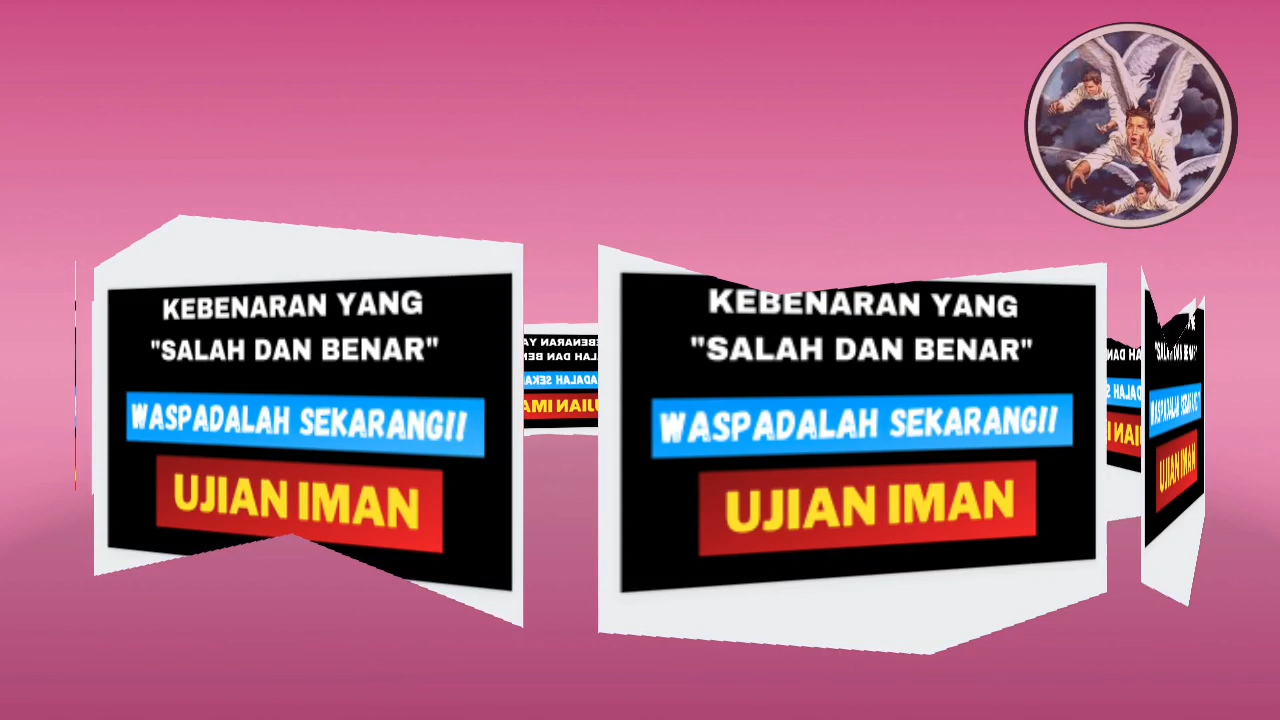 KEBENARAN YANG
"SALAH DAN BENAR"
WASPADALAH SEKARANG!!
UJIAN IMAN
KEBENARAN YANG
"SALAH DAN BENAR"
WASPADALAH SEKARANG!!
UJIAN IMAN